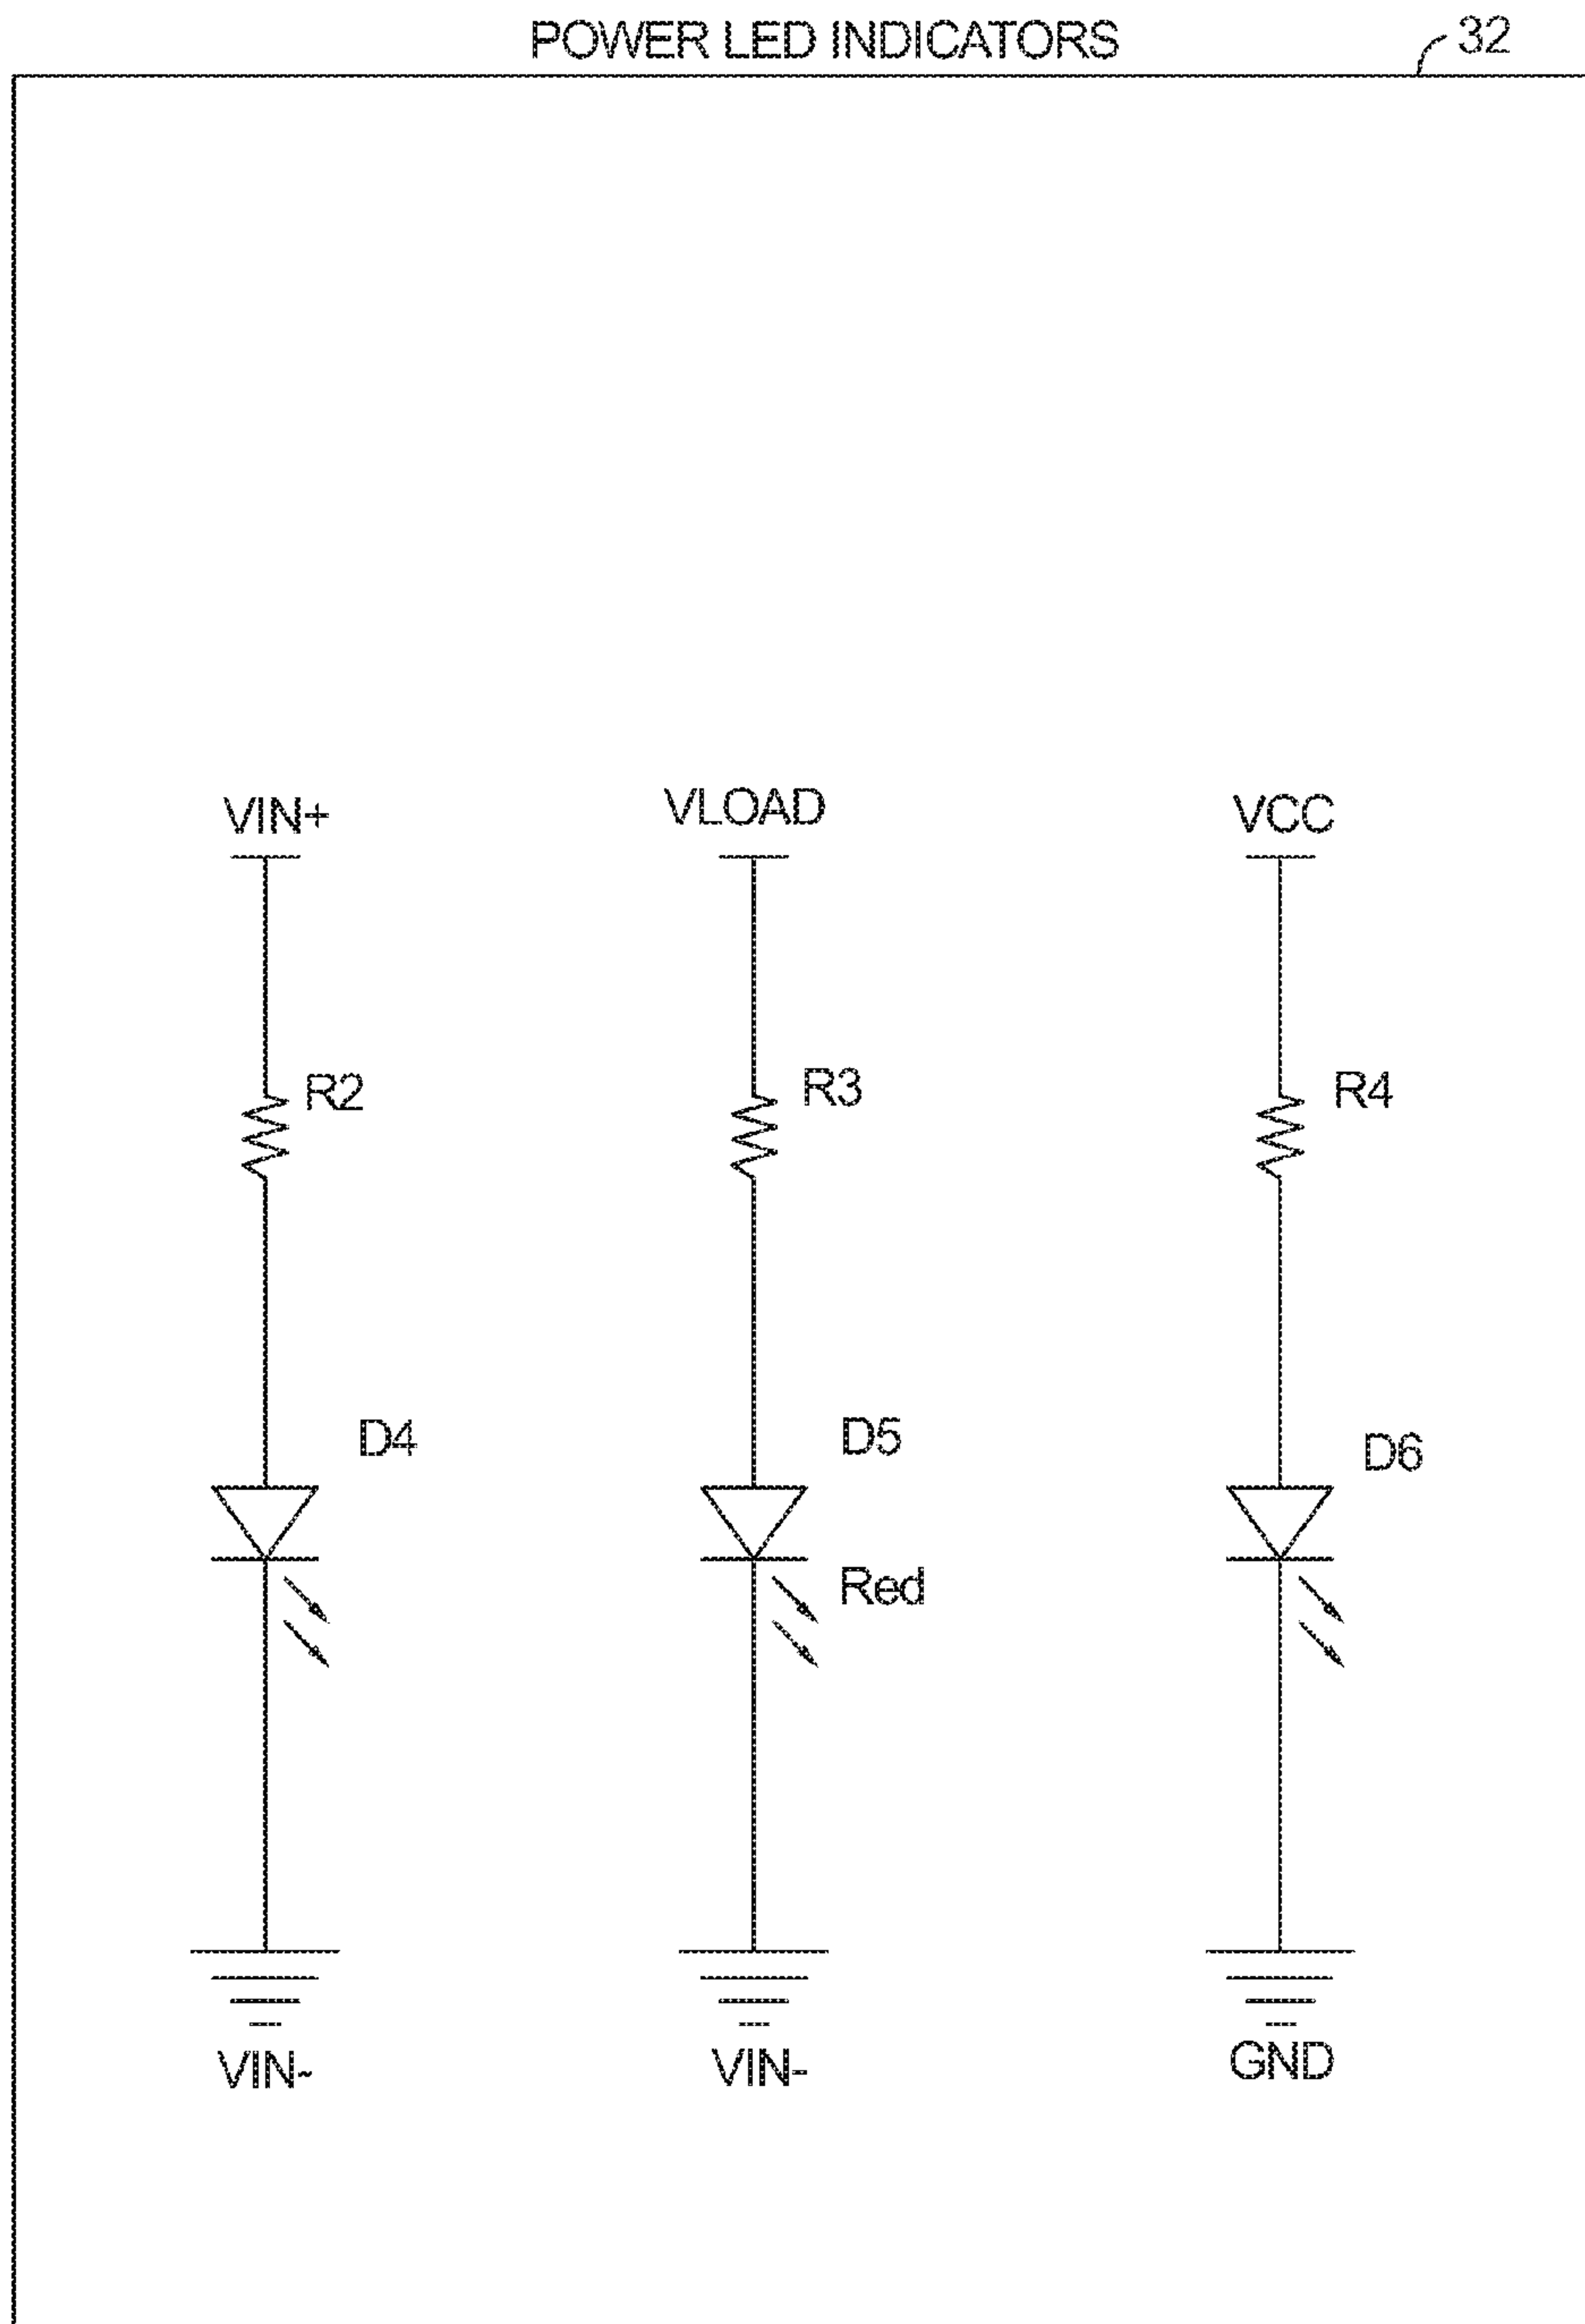 POWER LED INDICATORS
32
VIN+ VLOAD VCC
R2 R3 R4
D4 D5 D6
Red
VIN~ VIN- GND